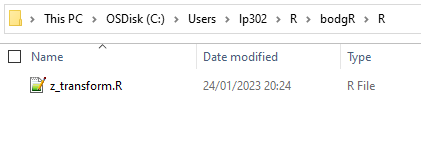 This PC > OSDisk (C:) > Users > lp302 > R > bodgR > R
Name Date modified Type
z_transform.R 24/01/2023 20:24 R File